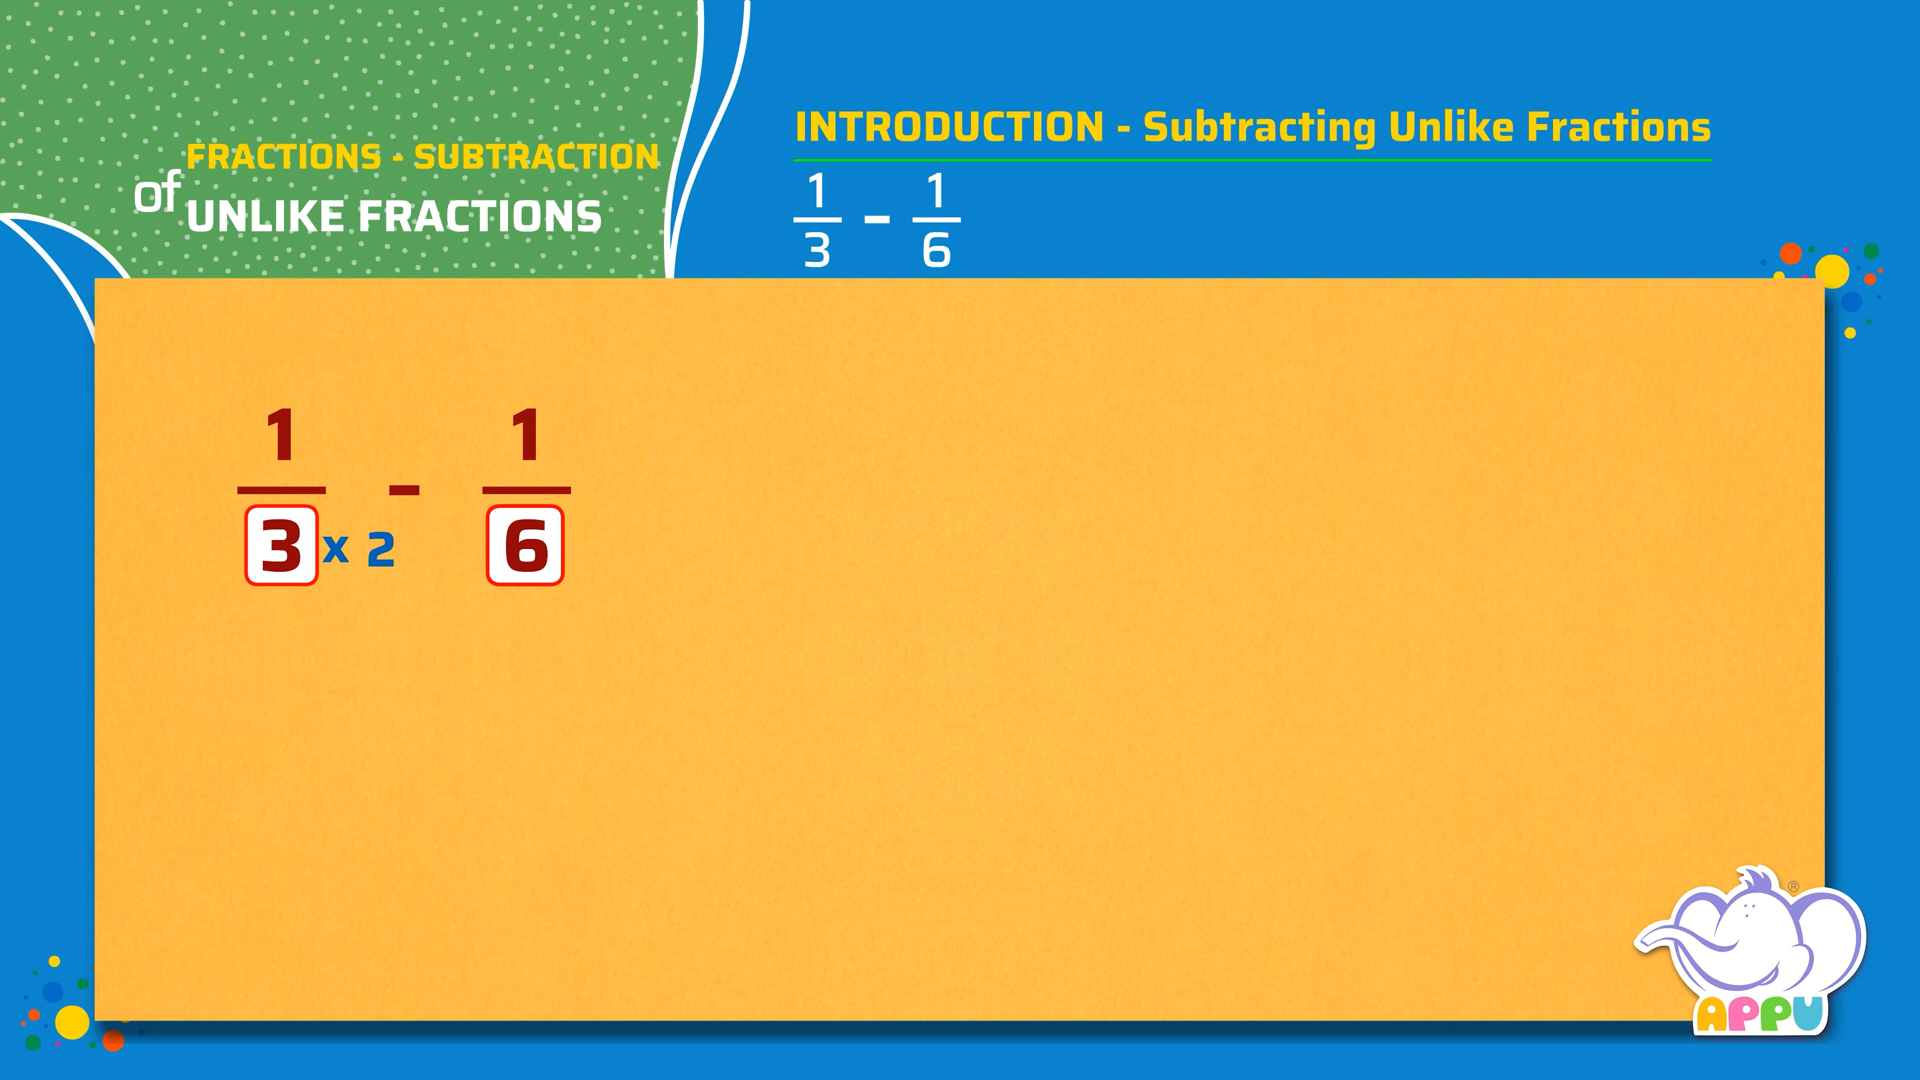 FRACTIONS - SUBTRACTION
of UNLIKE FRACTIONS
INTRODUCTION - Subtracting Unlike Fractions
1/3 - 1/6
1/3 x 2 - 1/6
®
APPU